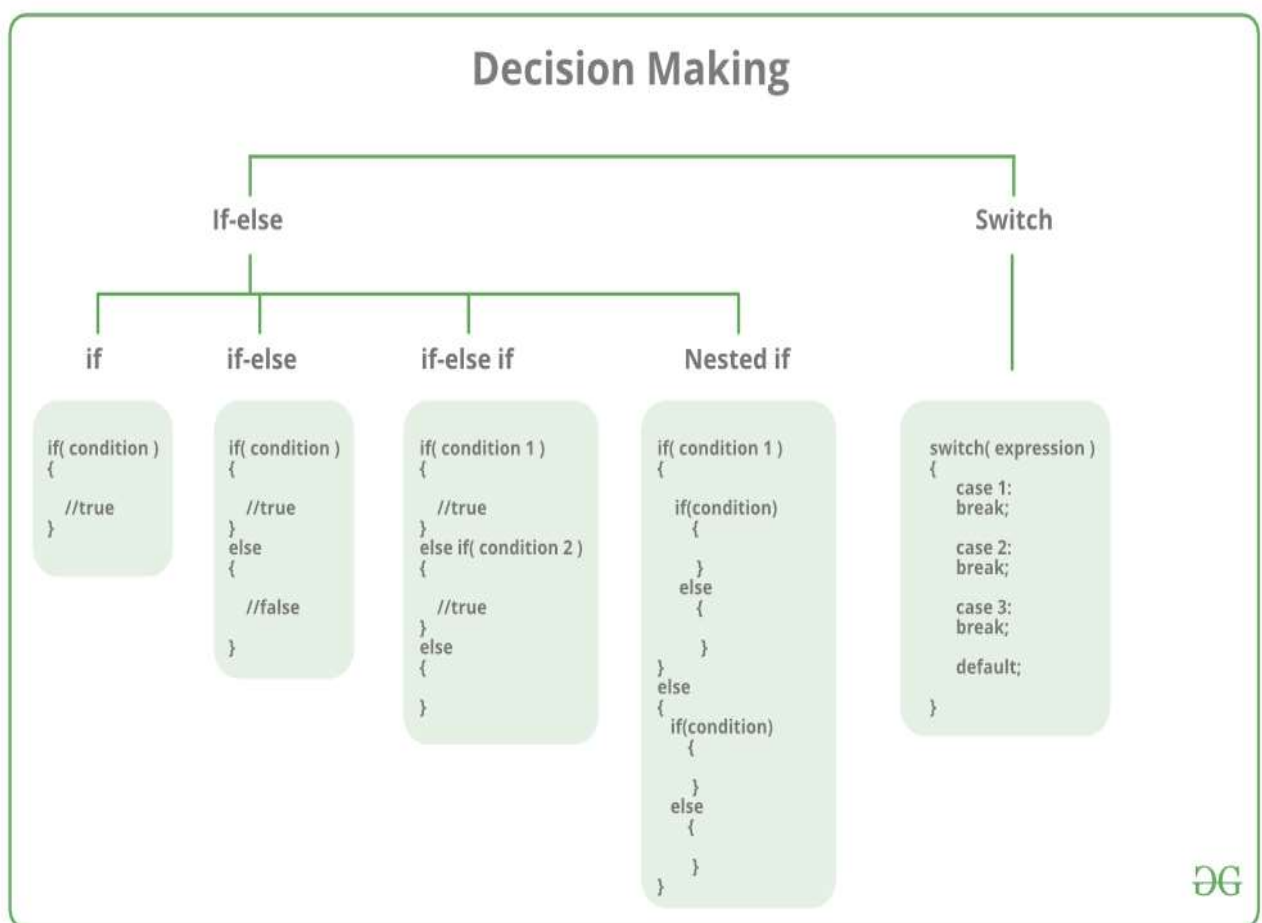 Decision Making
If-else
Switch
if
if-else
if-else if
Nested if
if( condition )
{
//true
}
if( condition )
{
//true
}
else
{
//false
}
if( condition 1 )
{
//true
}
else if( condition 2 )
{
//true
}
else
{
}
if( condition 1 )
{
if(condition)
{
}
else
{
}
}
else
{
if(condition)
{
}
else
{
}
}
switch( expression )
{
case 1:
break;
case 2:
break;
case 3:
break;
default;
}